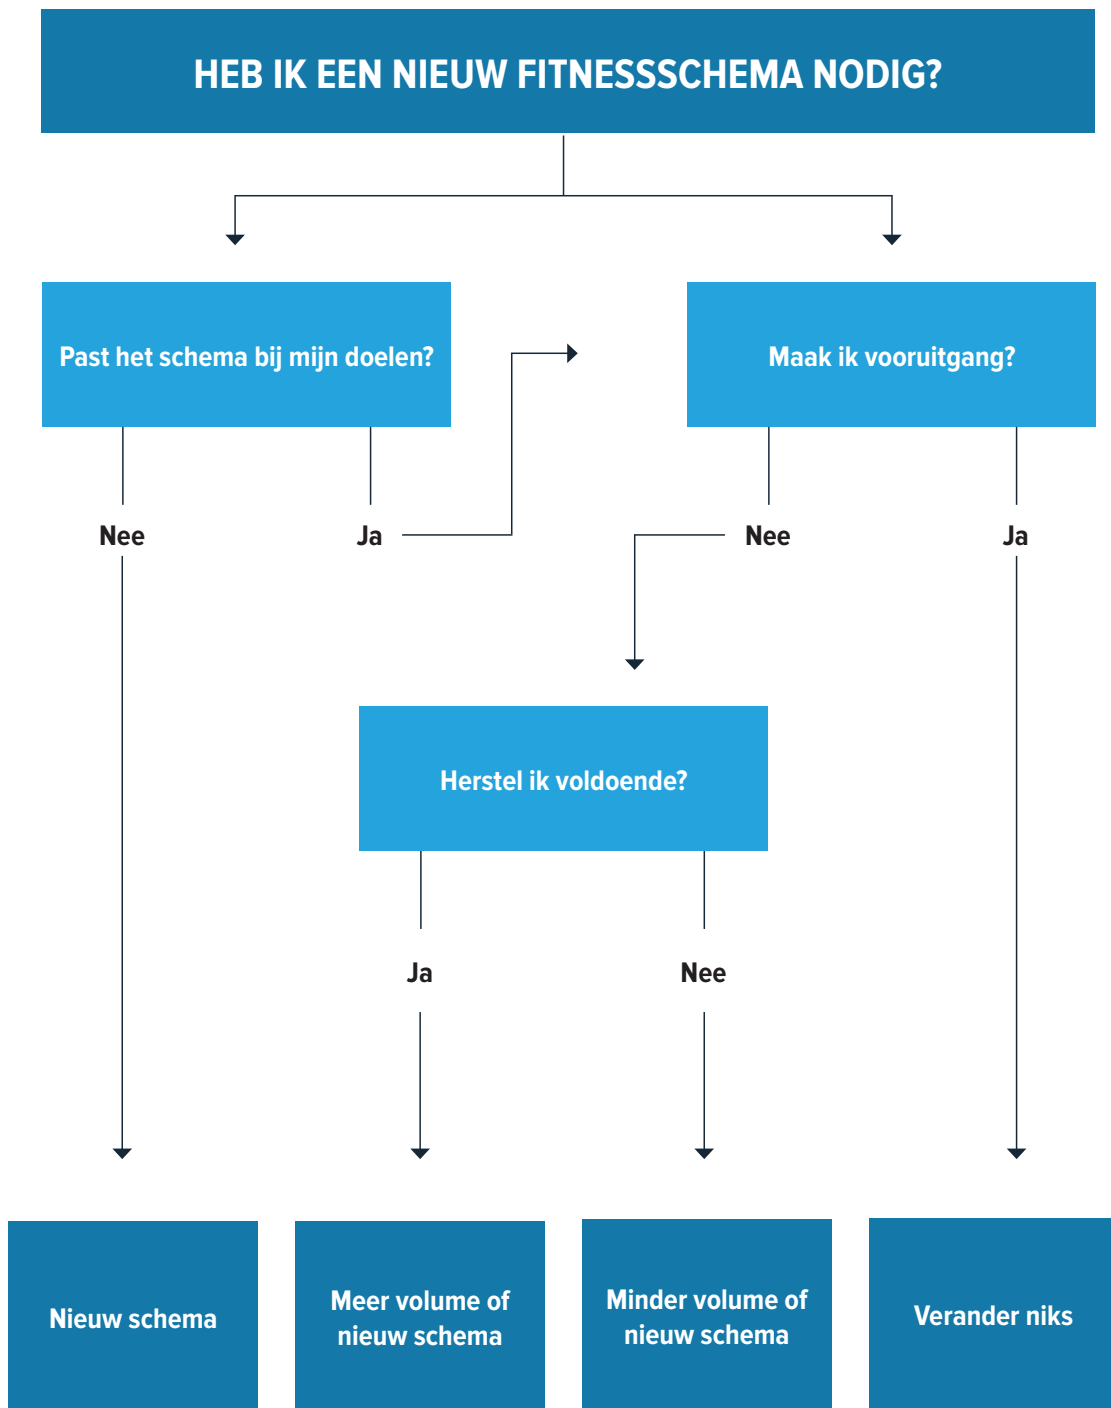 HEB IK EEN NIEUW FITNESSSCHEMA NODIG?
Past het schema bij mijn doelen?
Maak ik vooruitgang?
Nee
Ja
Nee
Ja
Herstel ik voldoende?
Ja
Nee
Nieuw schema
Meer volume of
nieuw schema
Minder volume of
nieuw schema
Verander niks